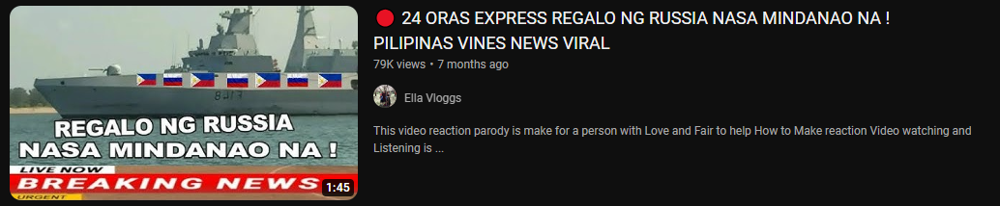 REGALO NG RUSSIA
NASA MINDANAO NA !
LIVE NOW
BREAKING NEWS
URGENT
1:45
🔴 24 ORAS EXPRESS REGALO NG RUSSIA NASA MINDANAO NA !
PILIPINAS VINES NEWS VIRAL
79K views • 7 months ago
Ella Vloggs
This video reaction parody is make for a person with Love and Fair to help How to Make reaction Video watching and
Listening is ...